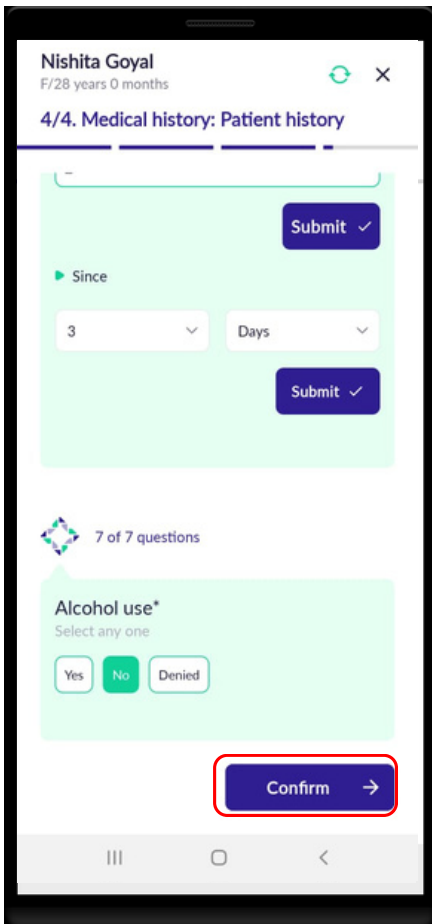 Nishita Goyal
F/28 years 0 months
4/4. Medical history: Patient history
Submit
Since
3 Days
Submit
7 of 7 questions
Alcohol use*
Select any one
Yes No Denied
Confirm